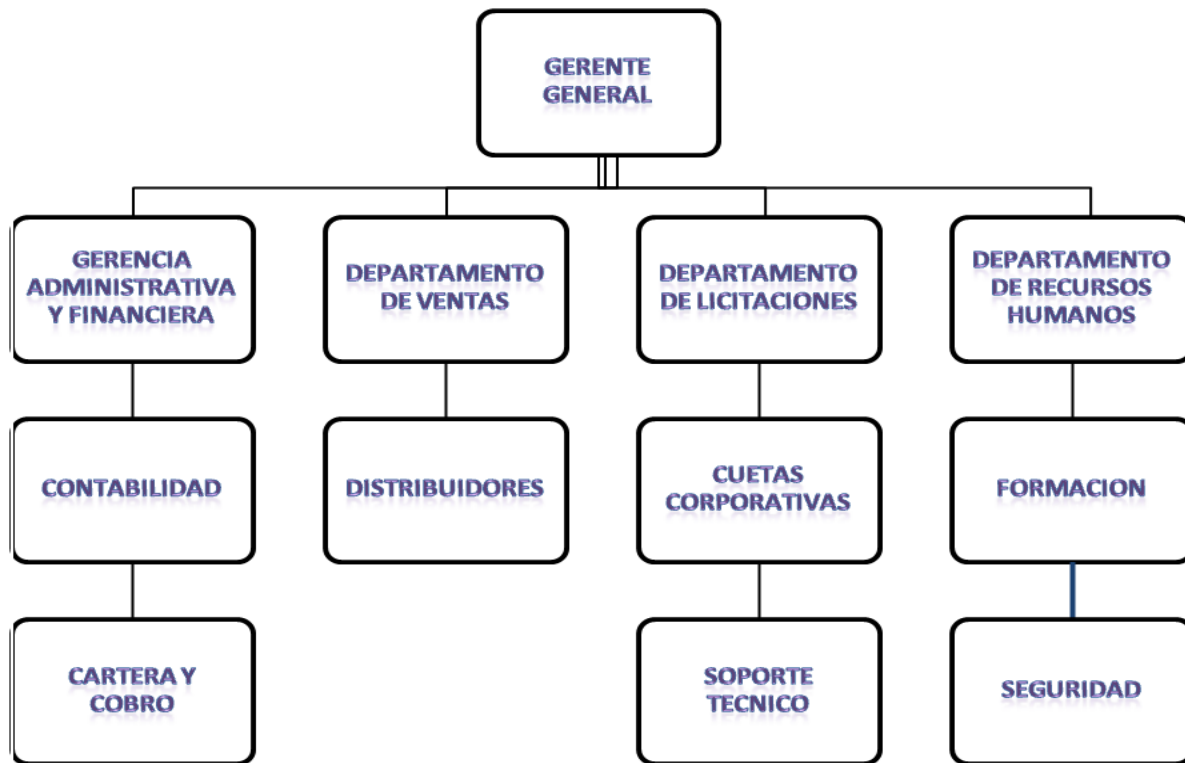 GERENTE
GENERAL
GERENCIA
ADMINISTRATIVA
Y FINANCIERA
DEPARTAMENTO
DE VENTAS
DEPARTAMENTO
DE LICITACIONES
DEPARTAMENTO
DE RECURSOS
HUMANOS
CONTABILIDAD
DISTRIBUIDORES
CUETAS
CORPORATIVAS
FORMACION
CARTERA Y
COBRO
SOPORTE
TECNICO
SEGURIDAD